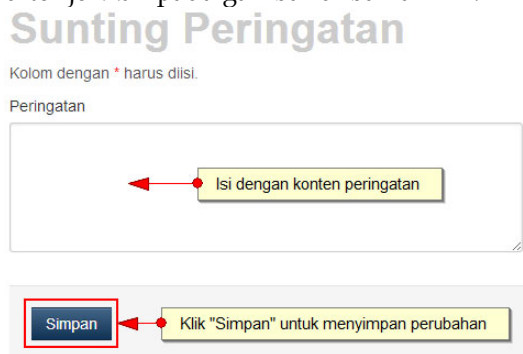 Sunting Peringatan
Kolom dengan * harus diisi.
Peringatan
Isi dengan konten peringatan
Simpan
Klik "Simpan" untuk menyimpan perubahan